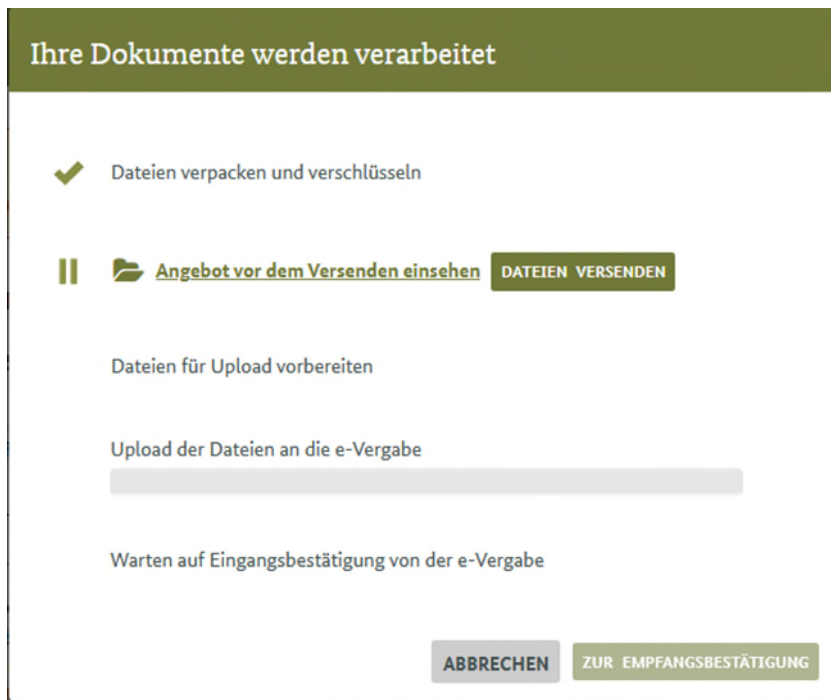 Ihre Dokumente werden verarbeitet
Dateien verpacken und verschlüsseln
Angebot vor dem Versenden einsehen DATEIEN VERSENDEN
Dateien für Upload vorbereiten
Upload der Dateien an die e-Vergabe
Warten auf Eingangsbestätigung von der e-Vergabe
ABBRECHEN ZUR EMPFANGSBESTÄTIGUNG